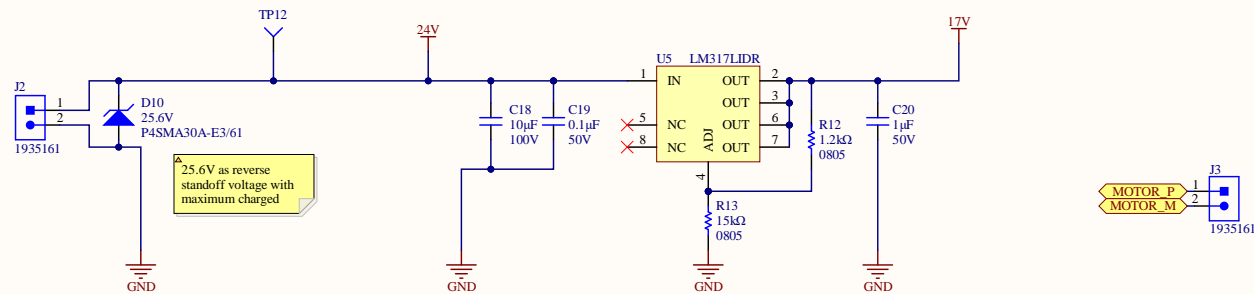 TP12
24V
17V
J2
1
2
1935161
D10
25.6V
P4SMA30A-E3/61
25.6V as reverse
standoff voltage with
maximum charged
GND
C18
10µF
100V
C19
0.1µF
50V
GND
U5
LM317LIDR
1
IN
OUT
2
OUT
3
5
NC
OUT
6
8
NC
OUT
7
ADJ
4
R12
1.2kΩ
0805
R13
15kΩ
0805
GND
C20
1µF
50V
GND
J3
MOTOR_P
1
MOTOR_M
2
1935161